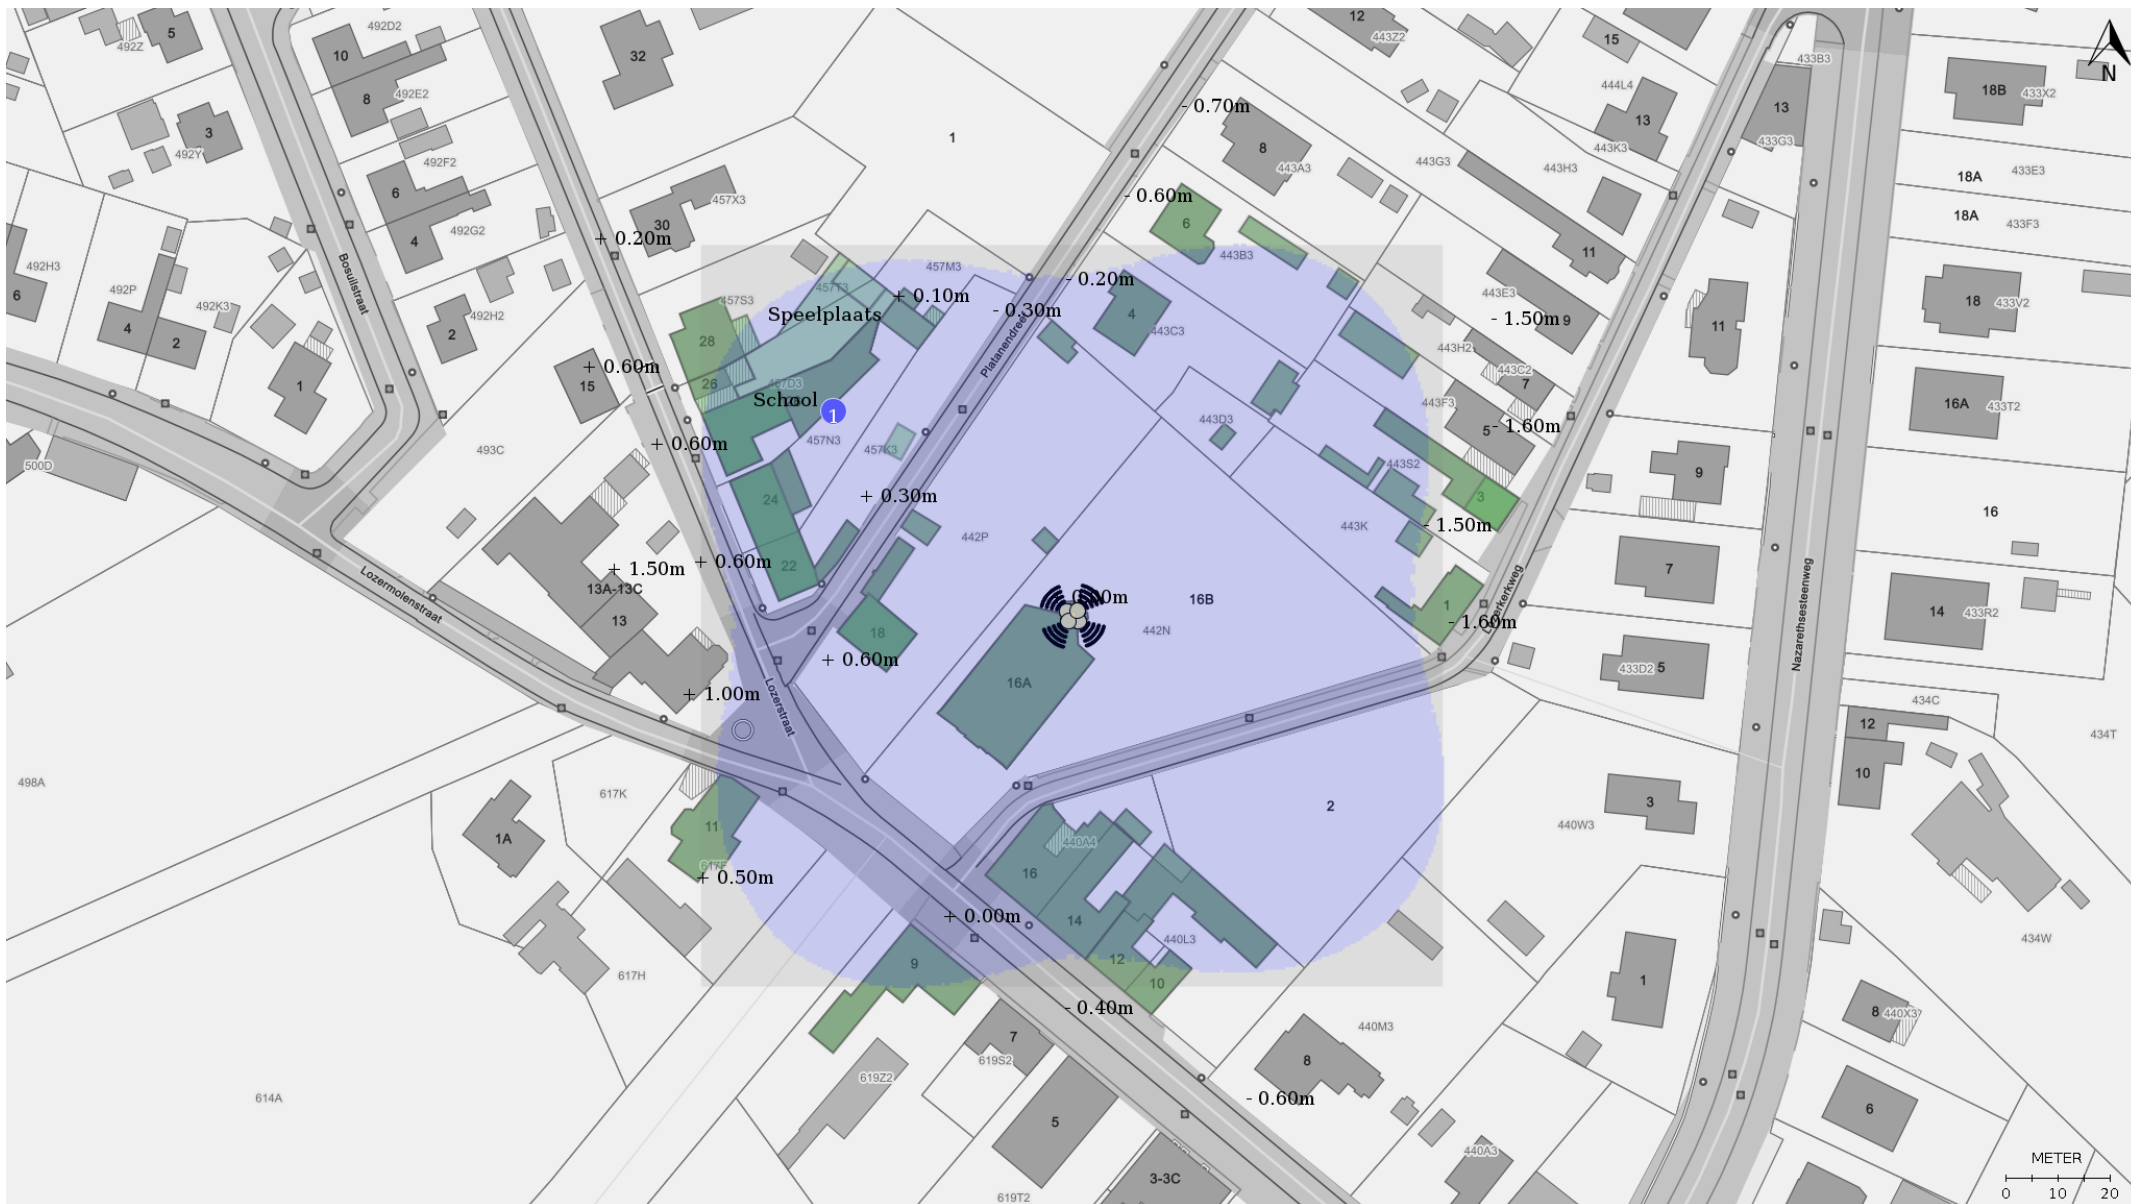 12
443Z2
15
433B3
N
5
492Z
10
492D2
32
8
492E2
444L4
13
13
18B
433X2
- 0.70m
3
492Y
1
8
443A3
443G3
443K3
443H3
433G3
492F2
6
18A
433E3
- 0.60m
457X3
30
4
492G2
18A
433F3
+ 0.20m
6
443B3
11
Bosuilstraat
492H3
6
492P
492K3
457M3
- 0.20m
457T3
+ 0.10m
457S3
Speelplaats
- 0.30m
4
443C3
443E3
- 1.50m
9
18
433V2
11
4
2
2
492H2
28
Platanendreef
443H2
443C2
7
+ 0.60m
15
1
26
457D3
School
1
443F3
5
- 1.60m
16A
433T2
443D3
+ 0.60m
457N3
457K3
493C
500D
443S2
9
24
+ 0.30m
3
443K
- 1.50m
16
442P
+ 0.60m
22
+ 1.50m
13A-13C
Lozermolenstraat
7
Nazarethsesteenweg
16B
442N
1
- 1.60m
14
433R2
13
18
+ 0.60m
433D2
5
16A
+ 1.00m
Lozerstraat
434C
12
434T
498A
617K
10
2
3
440W3
1A
11
440A4
16
+ 0.50m
+ 0.00m
14
440L3
434W
617H
12
9
10
1
- 0.40m
8
440X3
440M3
7
619S2
8
619Z2
- 0.60m
614A
5
6
440A3
METER
3-3C
619T2
0 10 20